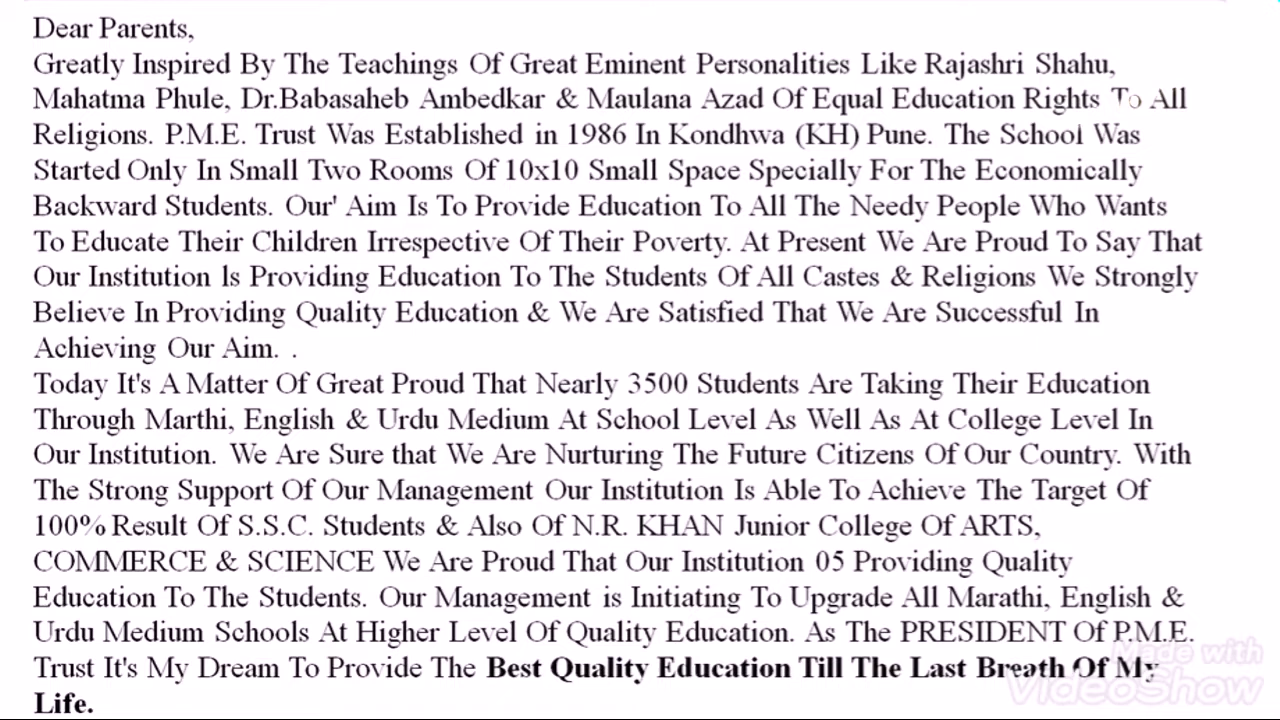 Dear Parents,
Greatly Inspired By The Teachings Of Great Eminent Personalities Like Rajashri Shahu,
Mahatma Phule, Dr.Babasaheb Ambedkar & Maulana Azad Of Equal Education Rights To All
Religions. P.M.E. Trust Was Established in 1986 In Kondhwa (KH) Pune. The School Was
Started Only In Small Two Rooms Of 10x10 Small Space Specially For The Economically
Backward Students. Our' Aim Is To Provide Education To All The Needy People Who Wants
To Educate Their Children Irrespective Of Their Poverty. At Present We Are Proud To Say That
Our Institution ls Providing Education To The Students Of All Castes & Religions We Strongly
Believe In Providing Quality Education & We Are Satisfied That We Are Successful In
Achieving Our Aim. .
Today It's A Matter Of Great Proud That Nearly 3500 Students Are Taking Their Education
Through Marthi, English & Urdu Medium At School Level As Well As At College Level In
Our Institution. We Are Sure that We Are Nurturing The Future Citizens Of Our Country. With
The Strong Support Of Our Management Our Institution Is Able To Achieve The Target Of
100% Result Of S.S.C. Students & Also Of N.R. KHAN Junior College Of ARTS,
COMMERCE & SCIENCE We Are Proud That Our Institution 05 Providing Quality
Education To The Students. Our Management is Initiating To Upgrade All Marathi, English &
Urdu Medium Schools At Higher Level Of Quality Education. As The PRESIDENT Of P.M.E.
Trust It's My Dream To Provide The Best Quality Education Till The Last Breath Of My
Life.
Made with
VideoShow